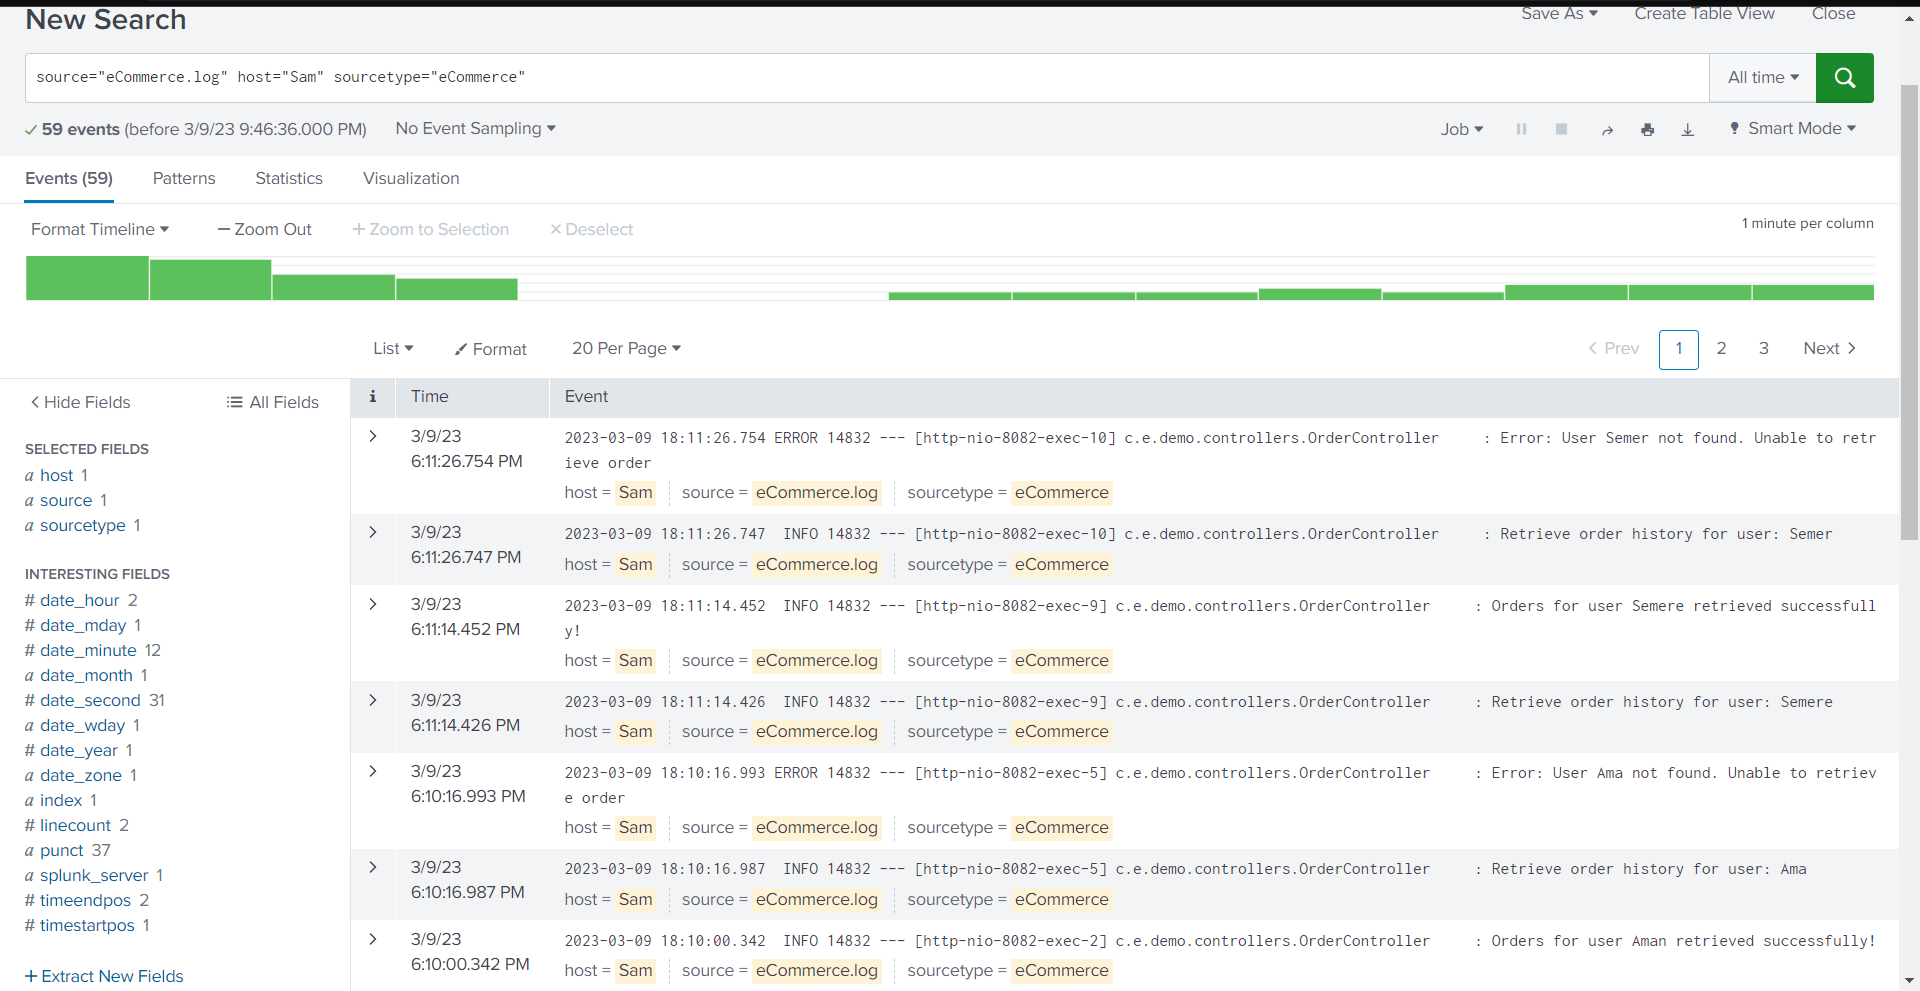 New Search
Save As Create Table View Close
source="eCommerce.log" host="Sam" sourcetype="eCommerce"
All time
59 events (before 3/9/23 9:46:36.000 PM) No Event Sampling
Job Smart Mode
Events (59) Patterns Statistics Visualization
Format Timeline — Zoom Out + Zoom to Selection × Deselect
1 minute per column
List Format 20 Per Page
< Prev 1 2 3 Next >
< Hide Fields All Fields
SELECTED FIELDS
a host 1
a source 1
a sourcetype 1
INTERESTING FIELDS
# date_hour 2
# date_mday 1
# date_minute 12
a date_month 1
# date_second 31
a date_wday 1
# date_year 1
a date_zone 1
a index 1
# linecount 2
a punct 37
a splunk_server 1
# timeendpos 2
# timestartpos 1
+ Extract New Fields
i Time Event
> 3/9/23
6:11:26.754 PM
2023-03-09 18:11:26.754 ERROR 14832 --- [http-nio-8082-exec-10] c.e.demo.controllers.OrderController : Error: User Semer not found. Unable to retr
ieve order
host = Sam source = eCommerce.log sourcetype = eCommerce
> 3/9/23
6:11:26.747 PM
2023-03-09 18:11:26.747 INFO 14832 --- [http-nio-8082-exec-10] c.e.demo.controllers.OrderController : Retrieve order history for user: Semer
host = Sam source = eCommerce.log sourcetype = eCommerce
> 3/9/23
6:11:14.452 PM
2023-03-09 18:11:14.452 INFO 14832 --- [http-nio-8082-exec-9] c.e.demo.controllers.OrderController : Orders for user Semere retrieved successfull
y!
host = Sam source = eCommerce.log sourcetype = eCommerce
> 3/9/23
6:11:14.426 PM
2023-03-09 18:11:14.426 INFO 14832 --- [http-nio-8082-exec-9] c.e.demo.controllers.OrderController : Retrieve order history for user: Semere
host = Sam source = eCommerce.log sourcetype = eCommerce
> 3/9/23
6:10:16.993 PM
2023-03-09 18:10:16.993 ERROR 14832 --- [http-nio-8082-exec-5] c.e.demo.controllers.OrderController : Error: User Ama not found. Unable to retriev
e order
host = Sam source = eCommerce.log sourcetype = eCommerce
> 3/9/23
6:10:16.987 PM
2023-03-09 18:10:16.987 INFO 14832 --- [http-nio-8082-exec-5] c.e.demo.controllers.OrderController : Retrieve order history for user: Ama
host = Sam source = eCommerce.log sourcetype = eCommerce
> 3/9/23
6:10:00.342 PM
2023-03-09 18:10:00.342 INFO 14832 --- [http-nio-8082-exec-2] c.e.demo.controllers.OrderController : Orders for user Aman retrieved successfully!
host = Sam source = eCommerce.log sourcetype = eCommerce